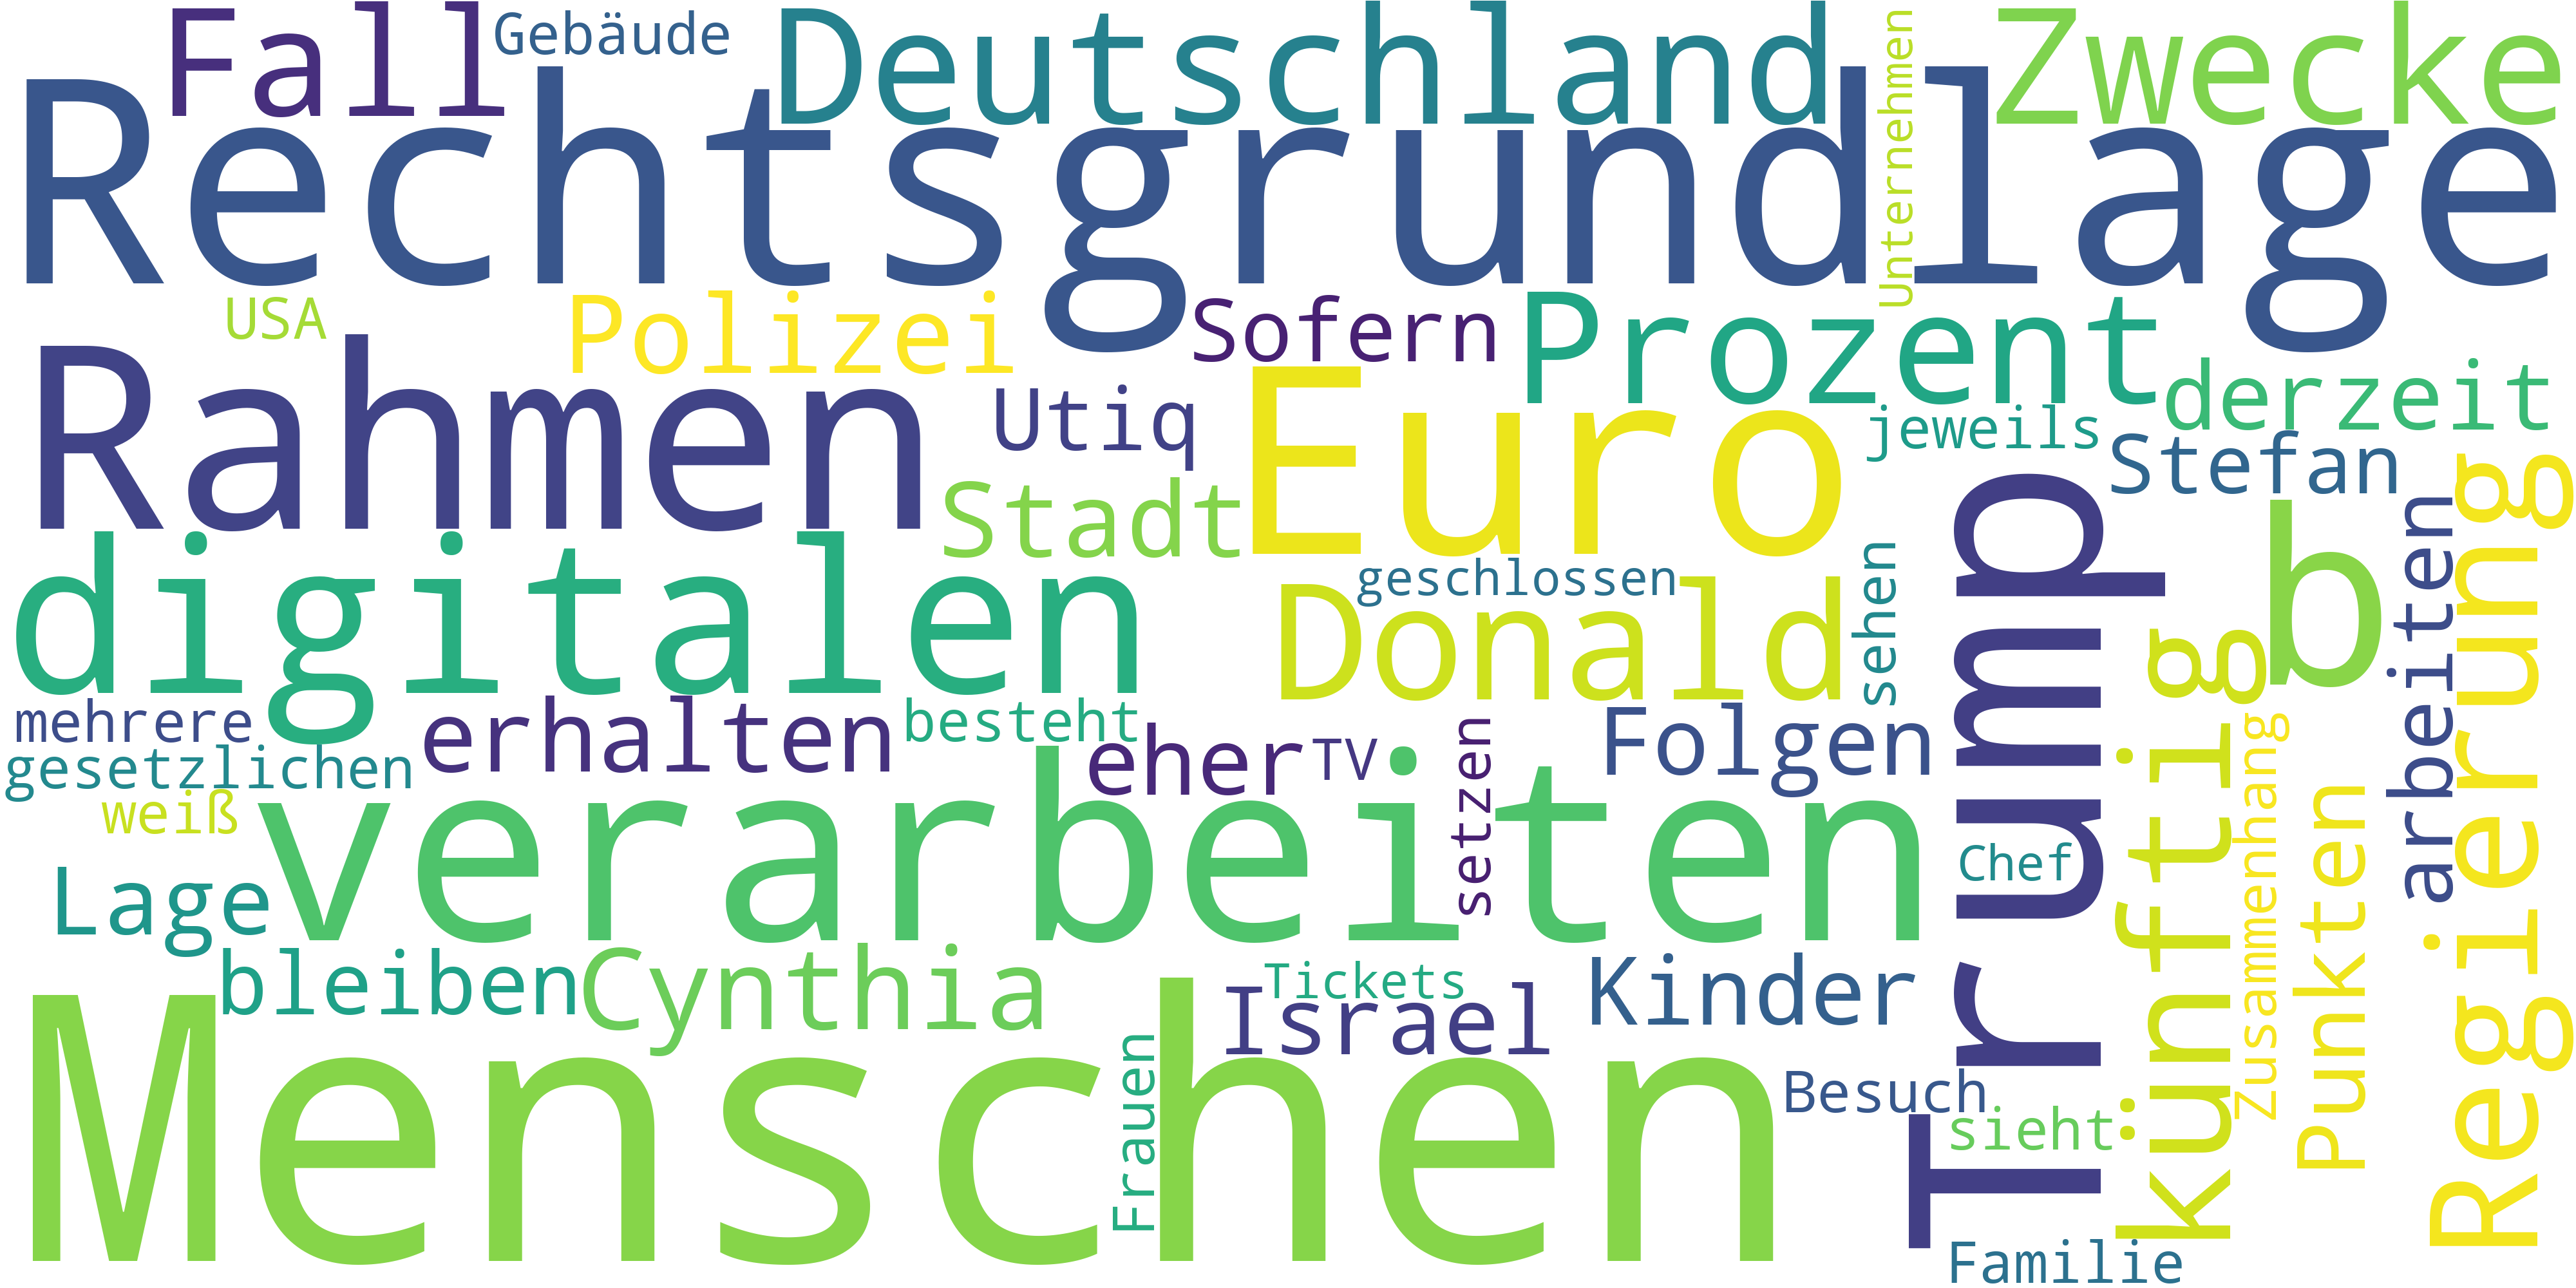 Fall
Gebäude
Deutschland
Unternehmen
Zwecke
Rechtsgrundlage
USA
Polizei
Sofern
Prozent
derzeit
Rahmen
Utiq
Euro
jeweils
Stefan
Stadt
digitalen
geschlossen
Donald
sehen
Trump
b
arbeiten
Regierung
künftig
mehrere
erhalten
besteht
eher
TV
setzen
Folgen
gesetzlichen
weiß
verarbeiten
Chef
Zusammenhang
Punkten
Lage
bleiben
Cynthia
Tickets
Israel
Kinder
Menschen
Frauen
Besuch
sieht
Familie